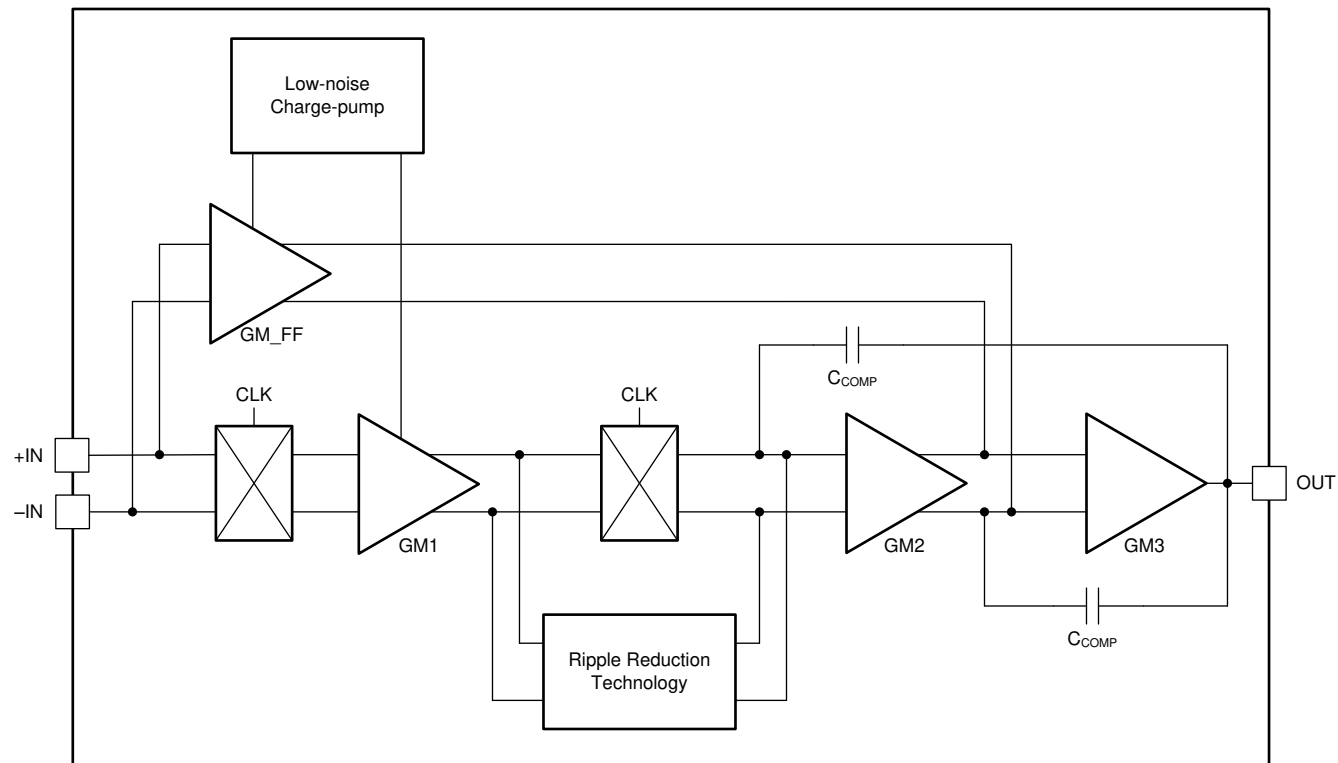 Low-noise
Charge-pump
GM_FF
CCOMP
CLK
CLK
+IN
–IN
OUT
GM1
GM2
GM3
Ripple Reduction
Technology
CCOMP